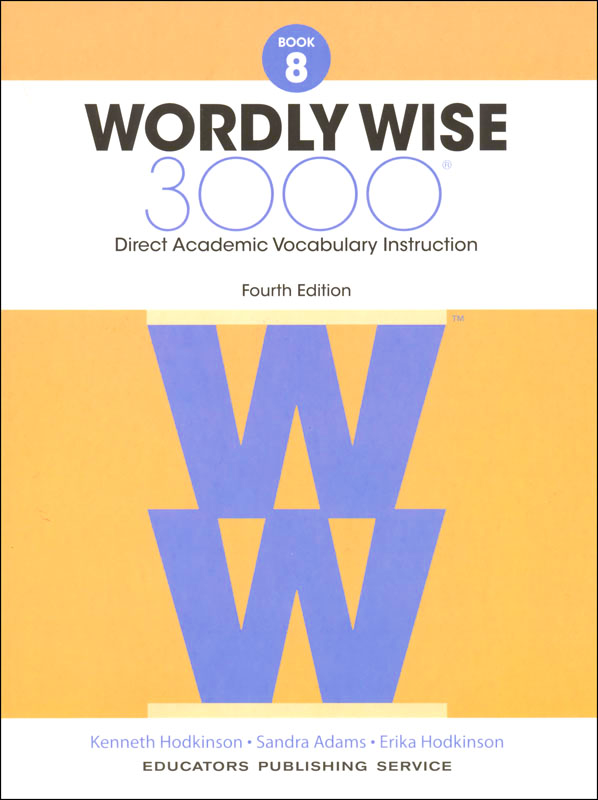 BOOK
8
WORDLY WISE
3000®
Direct Academic Vocabulary Instruction
Fourth Edition
W™
W
Kenneth Hodkinson • Sandra Adams • Erika Hodkinson
EDUCATORS PUBLISHING SERVICE